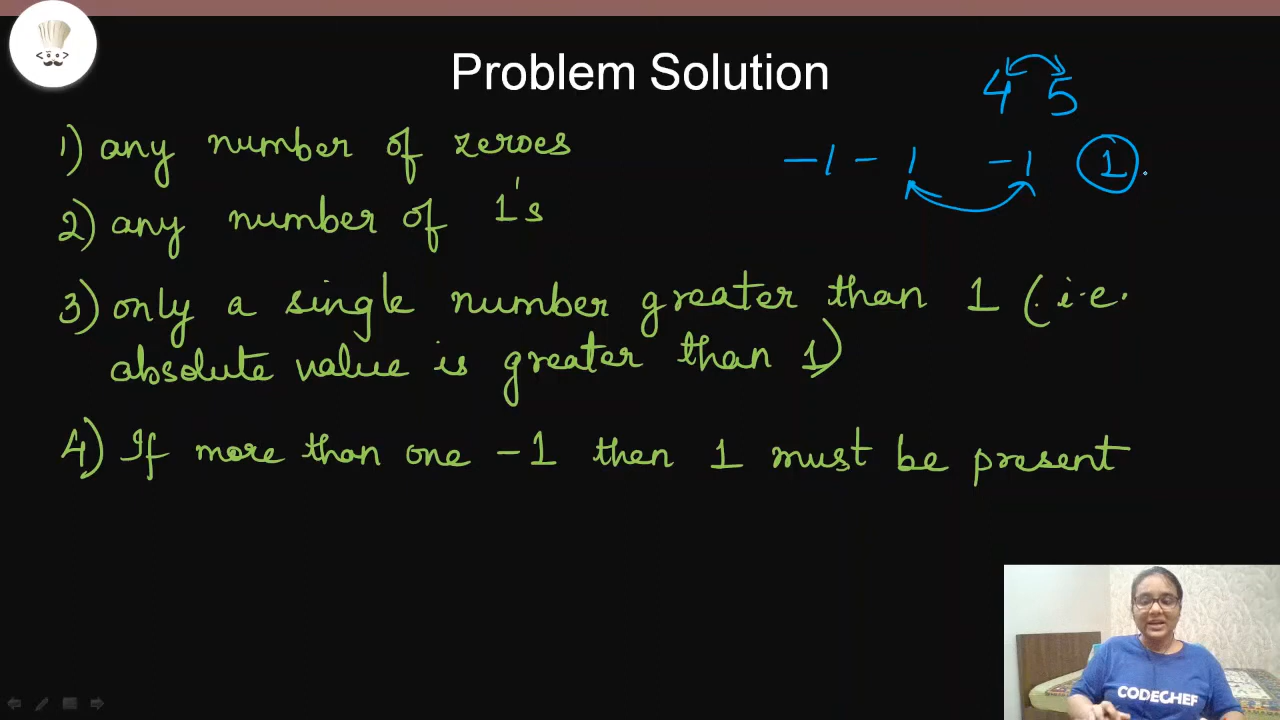 Problem Solution
4 5
-1 -1 -1 1
1) any number of zeroes
2) any number of 1's
3) only a single number greater than 1 (i.e.
absolute value is greater than 1)
4) If more than one -1 then 1 must be present
CODECHEF